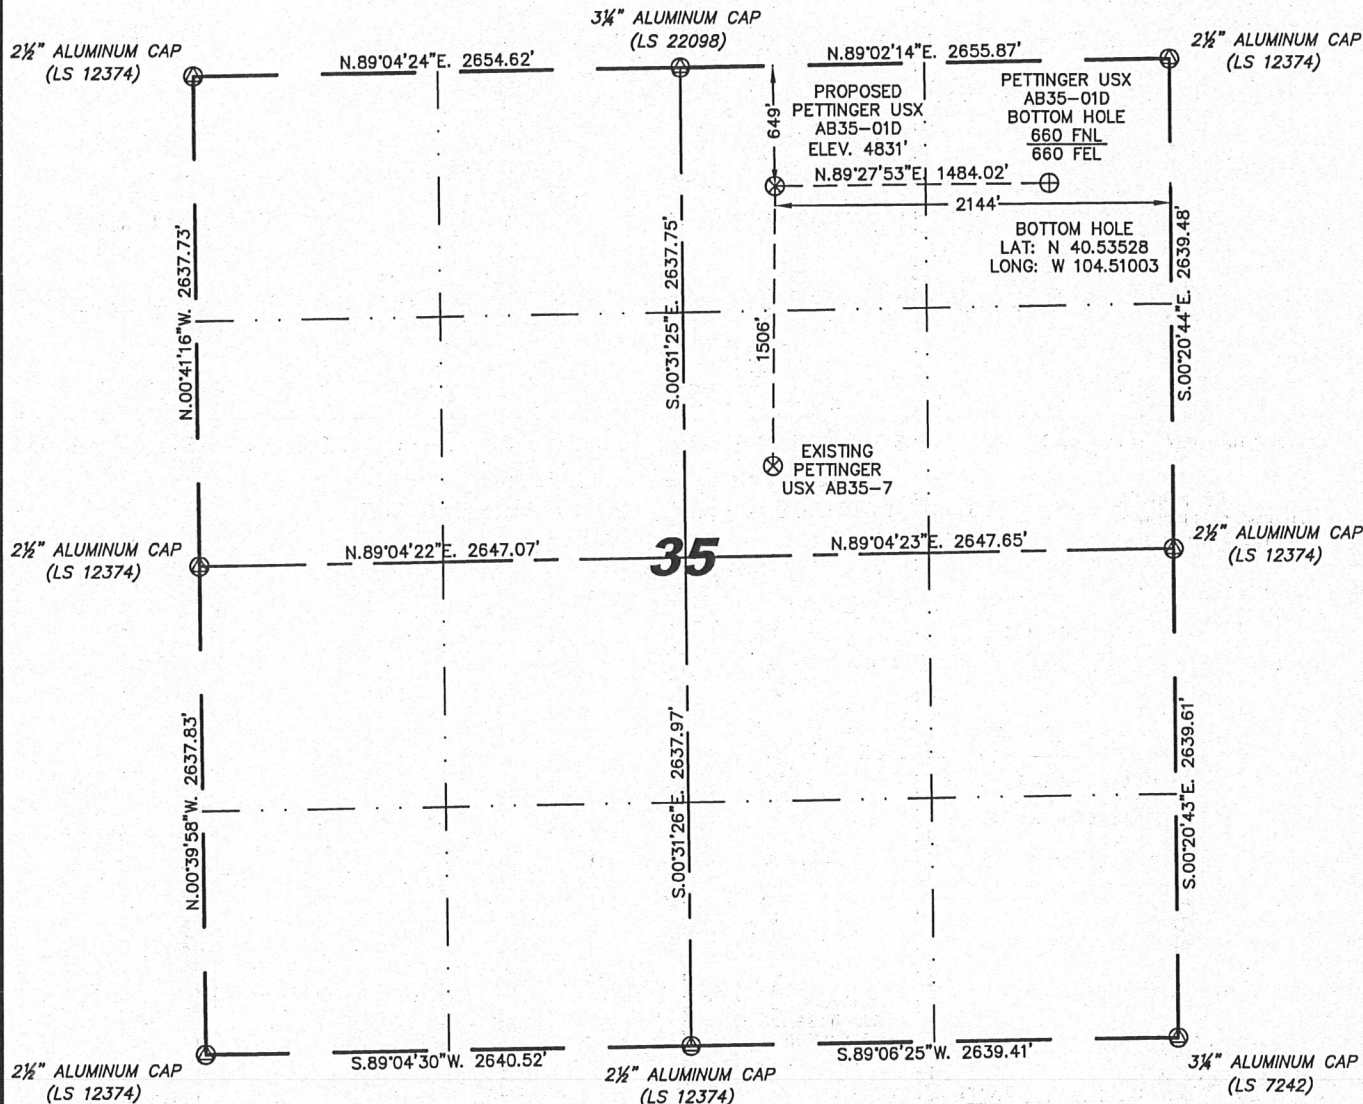 3¼" ALUMINUM CAP
(LS 22098)
2½" ALUMINUM CAP
(LS 12374)
N.89°04'24"E. 2654.62'
N.89°02'14"E. 2655.87'
2½" ALUMINUM CAP
(LS 12374)
649'
PROPOSED
PETTINGER USX
AB35-01D
ELEV. 4831'
PETTINGER USX
AB35-01D
BOTTOM HOLE
660 FNL
660 FEL
N.89°27'53"E. 1484.02'
2144'
BOTTOM HOLE
LAT: N 40.53528
LONG: W 104.51003
N.00°41'16"W. 2637.73'
S.00°31'25"E. 2637.75'
1506'
S.00°20'44"E. 2639.48'
EXISTING
PETTINGER
USX AB35-7
2½" ALUMINUM CAP
(LS 12374)
N.89°04'22"E. 2647.07'
35
N.89°04'23"E. 2647.65'
2½" ALUMINUM CAP
(LS 12374)
N.00°39'58"W. 2637.83'
S.00°31'26"E. 2637.97'
S.00°20'43"E. 2639.61'
2½" ALUMINUM CAP
(LS 12374)
S.89°04'30"W. 2640.52'
2½" ALUMINUM CAP
(LS 12374)
S.89°06'25"W. 2639.41'
3¼" ALUMINUM CAP
(LS 7242)